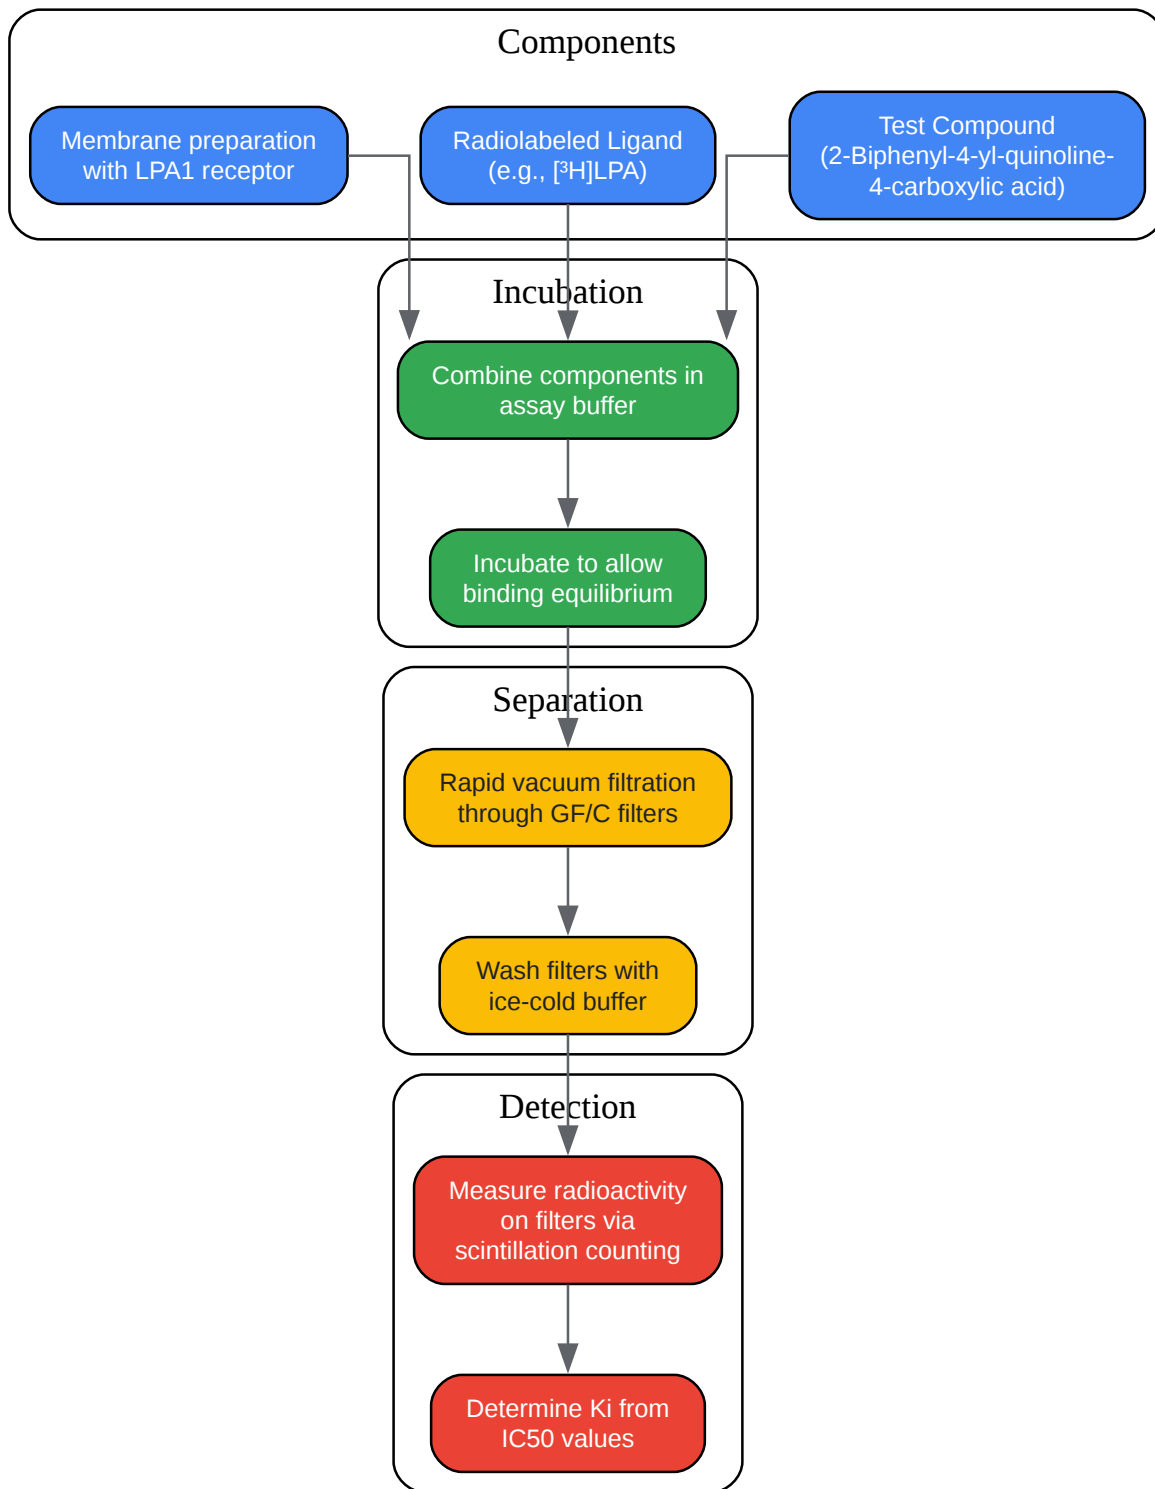 Components
Membrane preparation
with LPA1 receptor
Radiolabeled Ligand
(e.g., [³H]LPA)
Test Compound
(2-Biphenyl-4-yl-quinoline-
4-carboxylic acid)
Incubation
Combine components in
assay buffer
Incubate to allow
binding equilibrium
Separation
Rapid vacuum filtration
through GF/C filters
Wash filters with
ice-cold buffer
Detection
Measure radioactivity
on filters via
scintillation counting
Determine Ki from
IC50 values